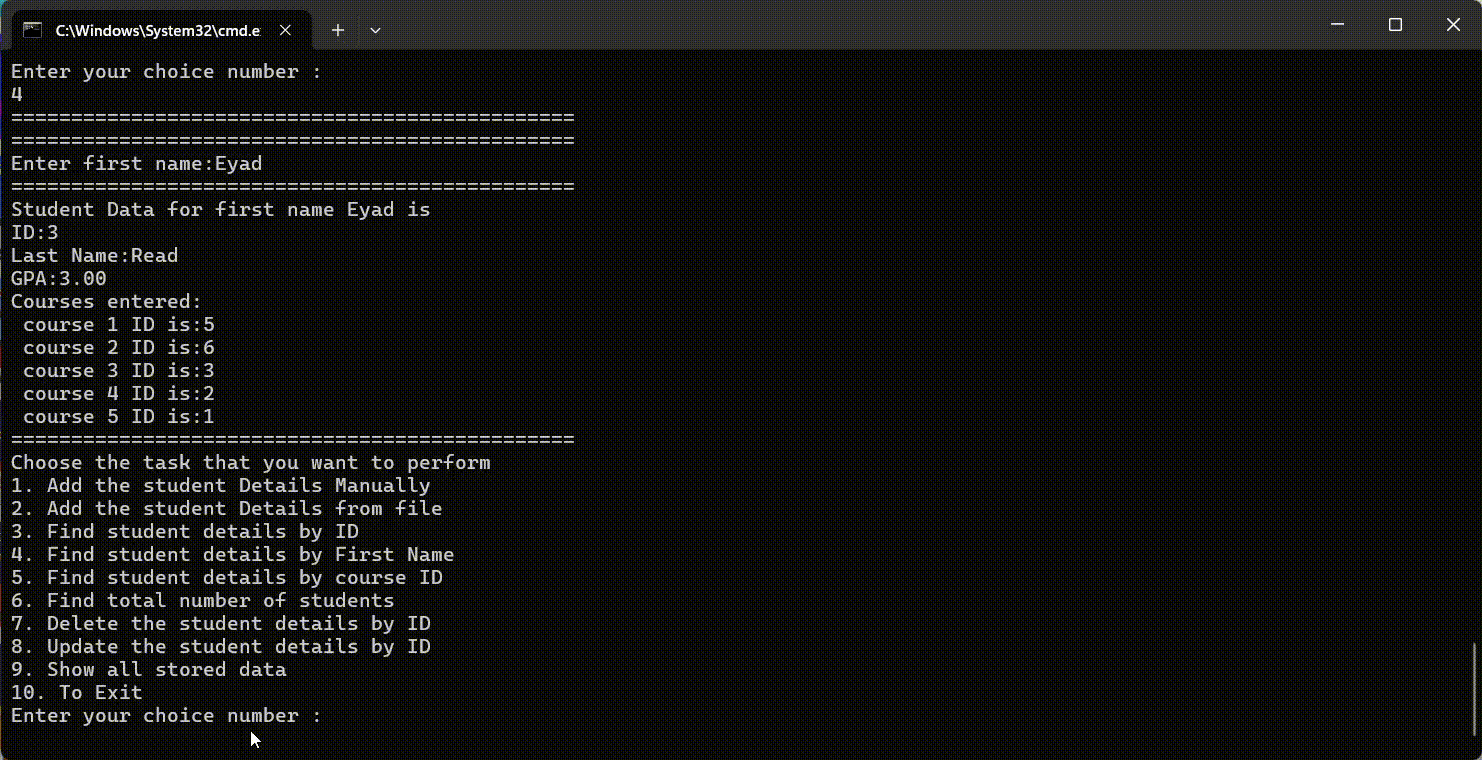 C:\Windows\System32\cmd.e
Enter your choice number :
4
===============================================
===============================================
Enter first name:Eyad
===============================================
Student Data for first name Eyad is
ID:3
Last Name:Read
GPA:3.00
Courses entered:
 course 1 ID is:5
 course 2 ID is:6
 course 3 ID is:3
 course 4 ID is:2
 course 5 ID is:1
===============================================
Choose the task that you want to perform
1. Add the student Details Manually
2. Add the student Details from file
3. Find student details by ID
4. Find student details by First Name
5. Find student details by course ID
6. Find total number of students
7. Delete the student details by ID
8. Update the student details by ID
9. Show all stored data
10. To Exit
Enter your choice number :